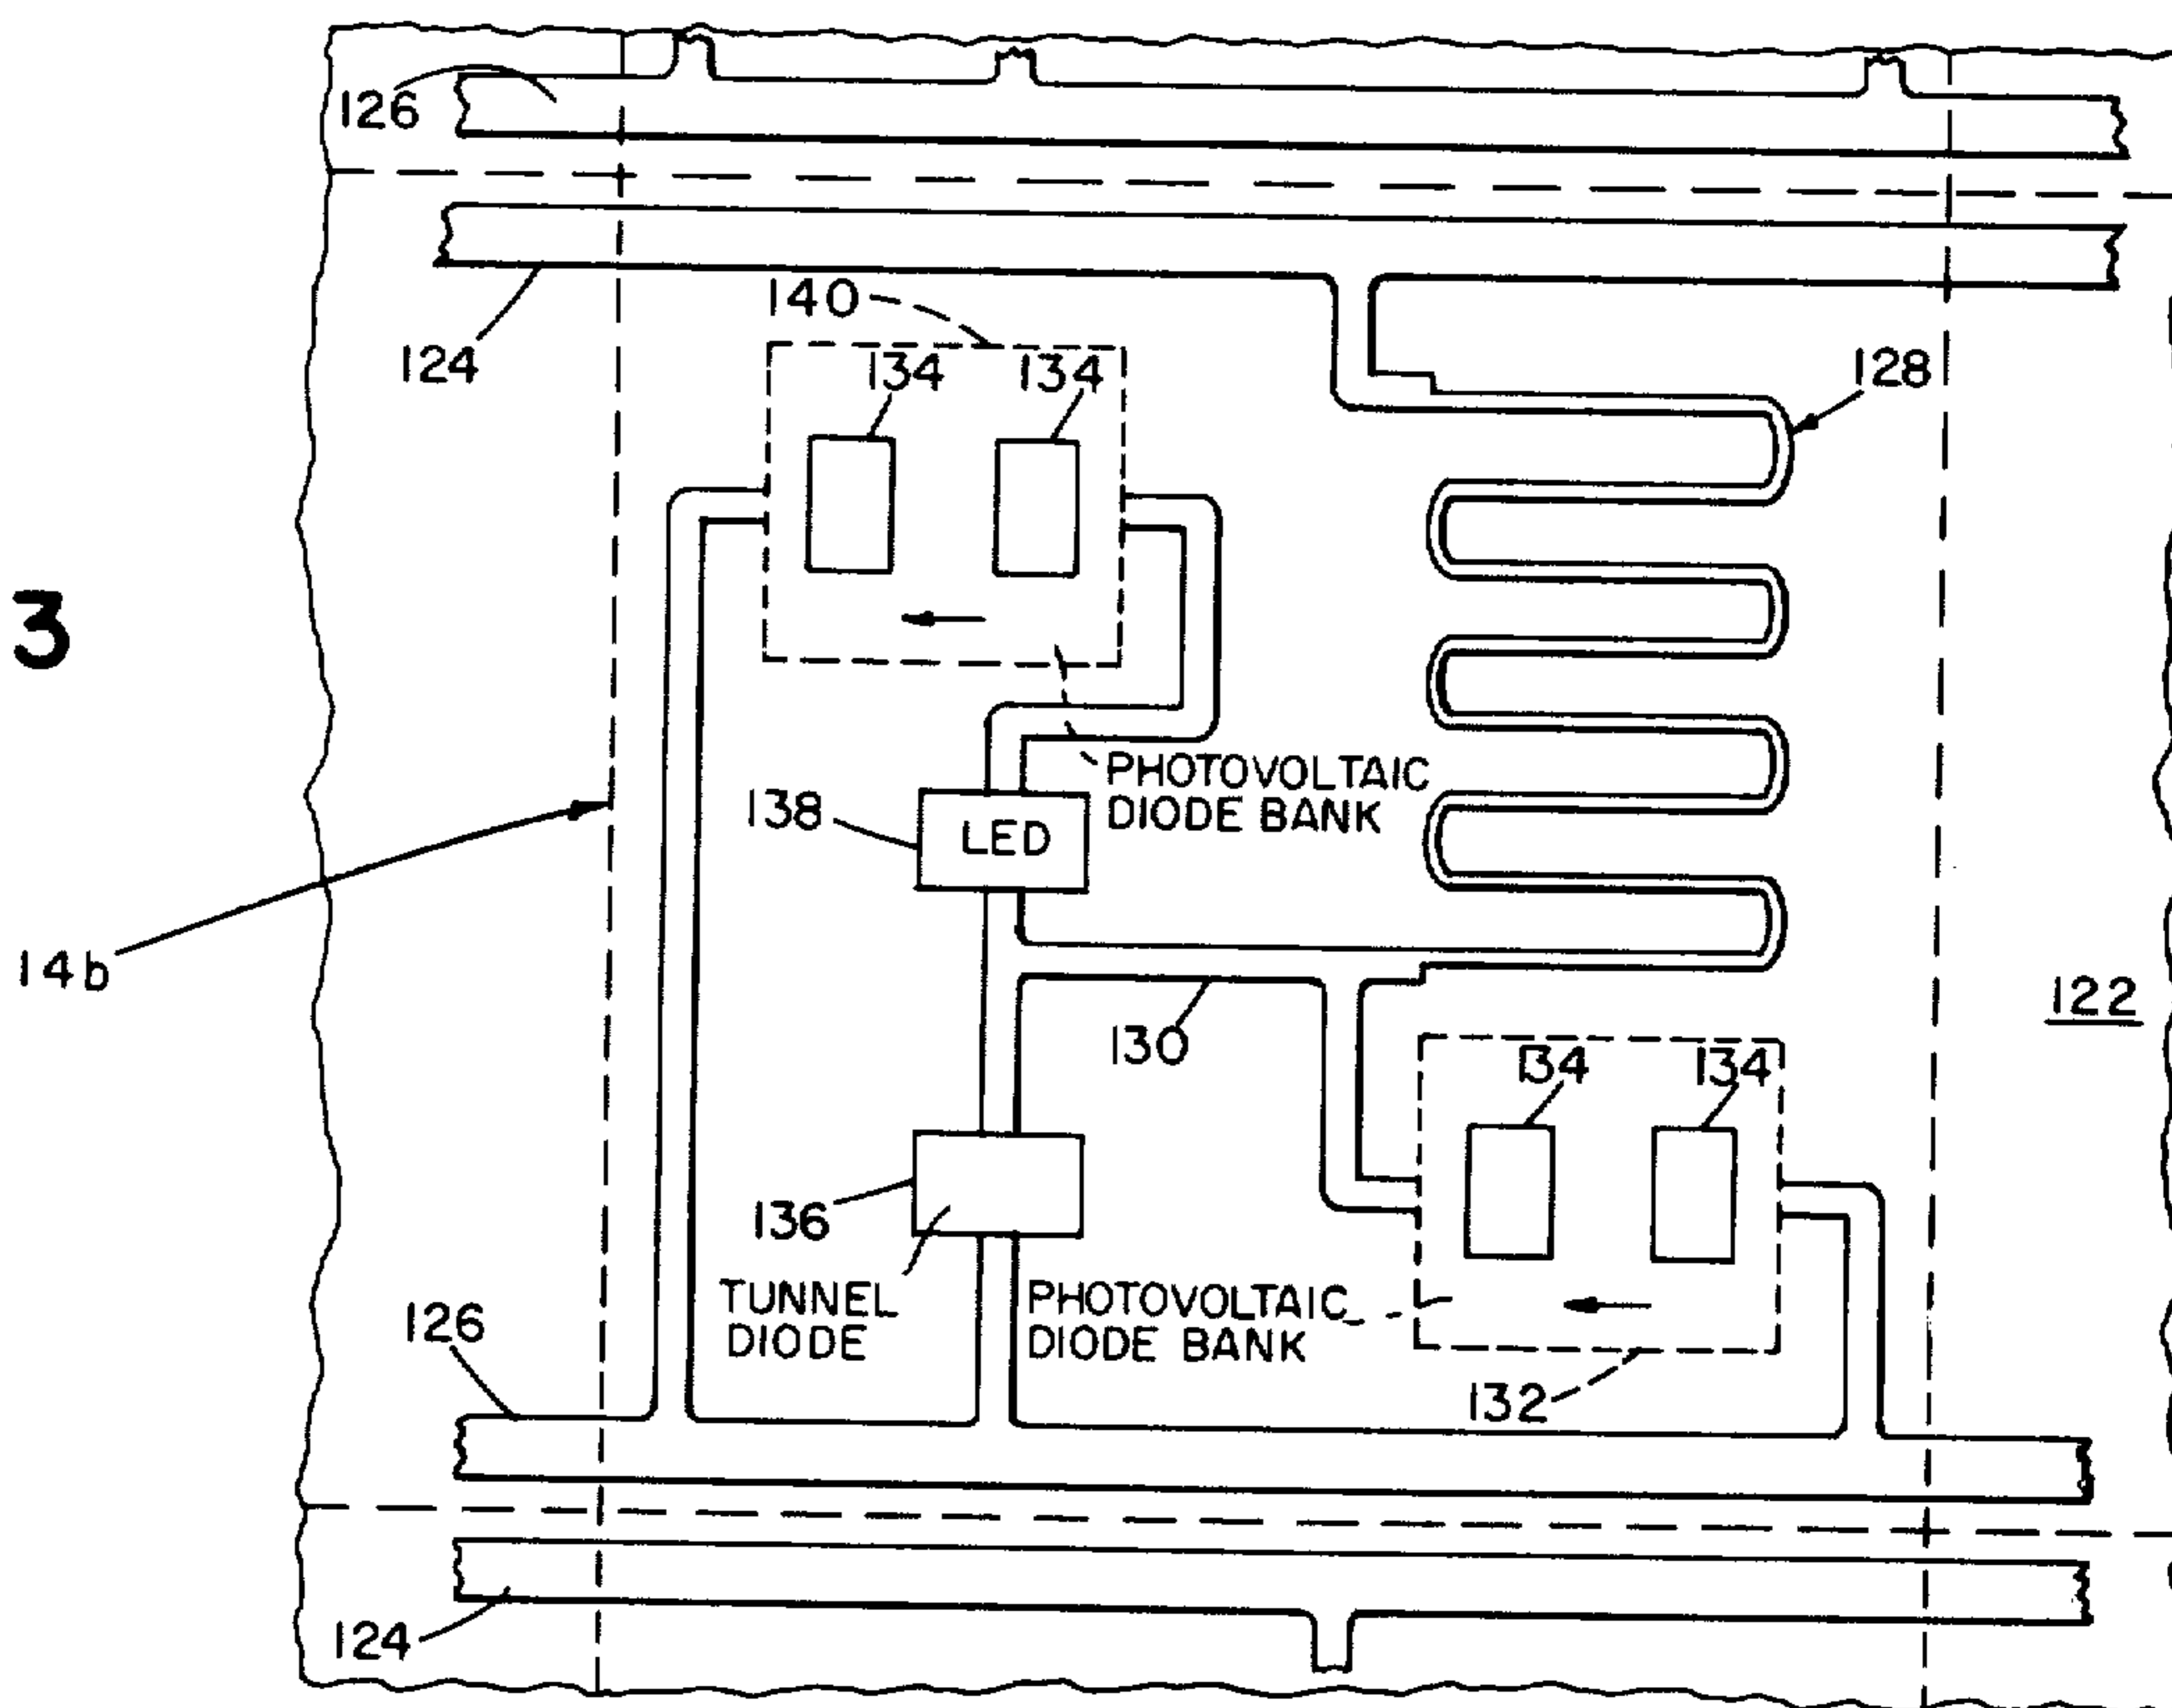 126
124
140
134
134
128
3
PHOTOVOLTAIC
DIODE BANK
138
LED
14b
122
130
134
134
136
TUNNEL
DIODE
PHOTOVOLTAIC
DIODE BANK
126
132
124